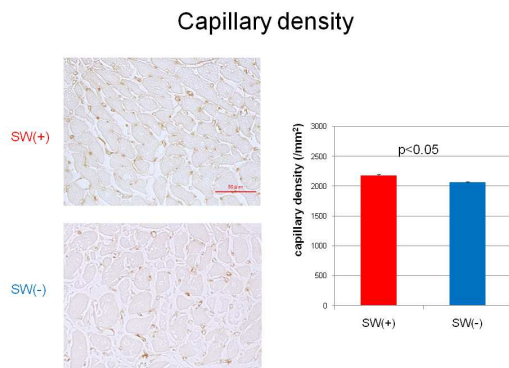 Capillary density
SW(+)
SW(-)
capillary density (/mm²)
3000
2500
2000
1500
1000
500
0
p<0.05
SW(+)
SW(-)